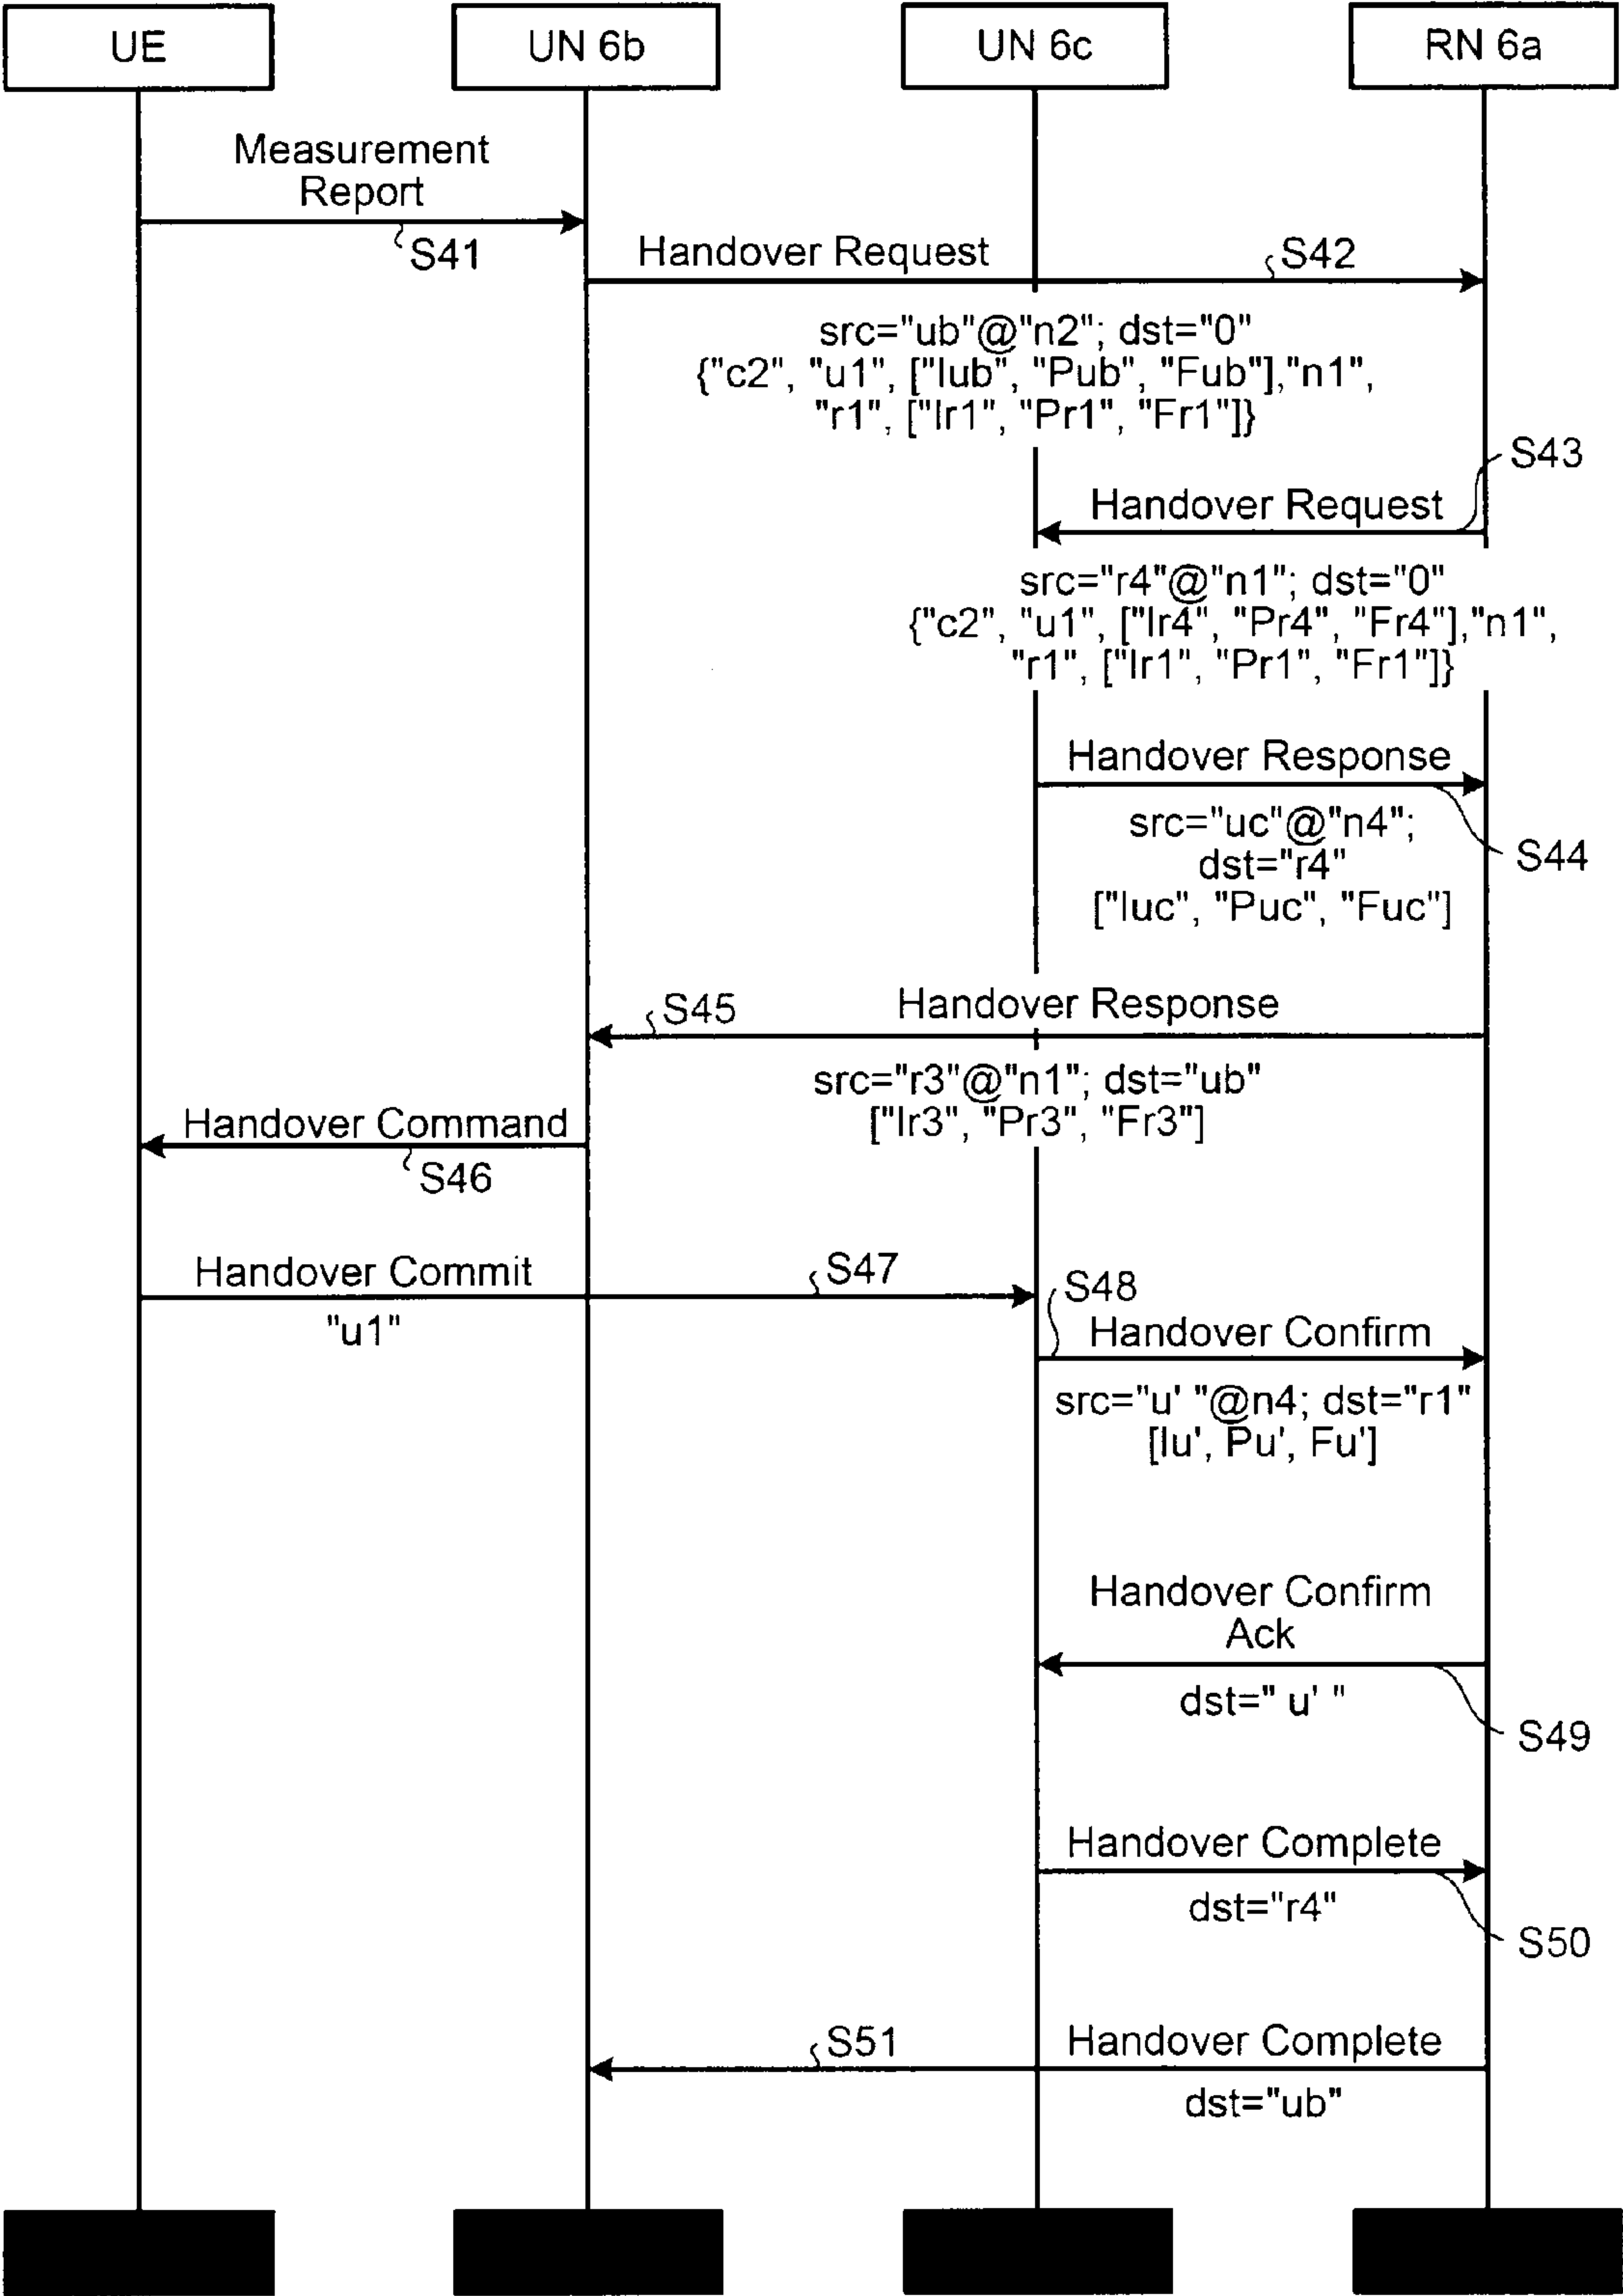 UE
UN 6b
UN 6c
RN 6a
Measurement
Report
S41
Handover Request
S42
src="ub"@"n2"; dst="0"
{"c2", "u1", ["Iub", "Pub", "Fub"],"n1",
"r1", ["Ir1", "Pr1", "Fr1"]}
S43
Handover Request
src="r4"@"n1"; dst="0"
{"c2", "u1", ["Ir4", "Pr4", "Fr4"],"n1",
"r1", ["Ir1", "Pr1", "Fr1"]}
Handover Response
src="uc"@"n4";
dst="r4"
["Iuc", "Puc", "Fuc"]
S44
S45
Handover Response
src="r3"@"n1"; dst="ub"
["Ir3", "Pr3", "Fr3"]
Handover Command
S46
Handover Commit
S47
"u1"
S48
Handover Confirm
src="u' "@n4; dst="r1"
[Iu', Pu', Fu']
Handover Confirm
Ack
dst=" u' "
S49
Handover Complete
dst="r4"
S50
S51
Handover Complete
dst="ub"